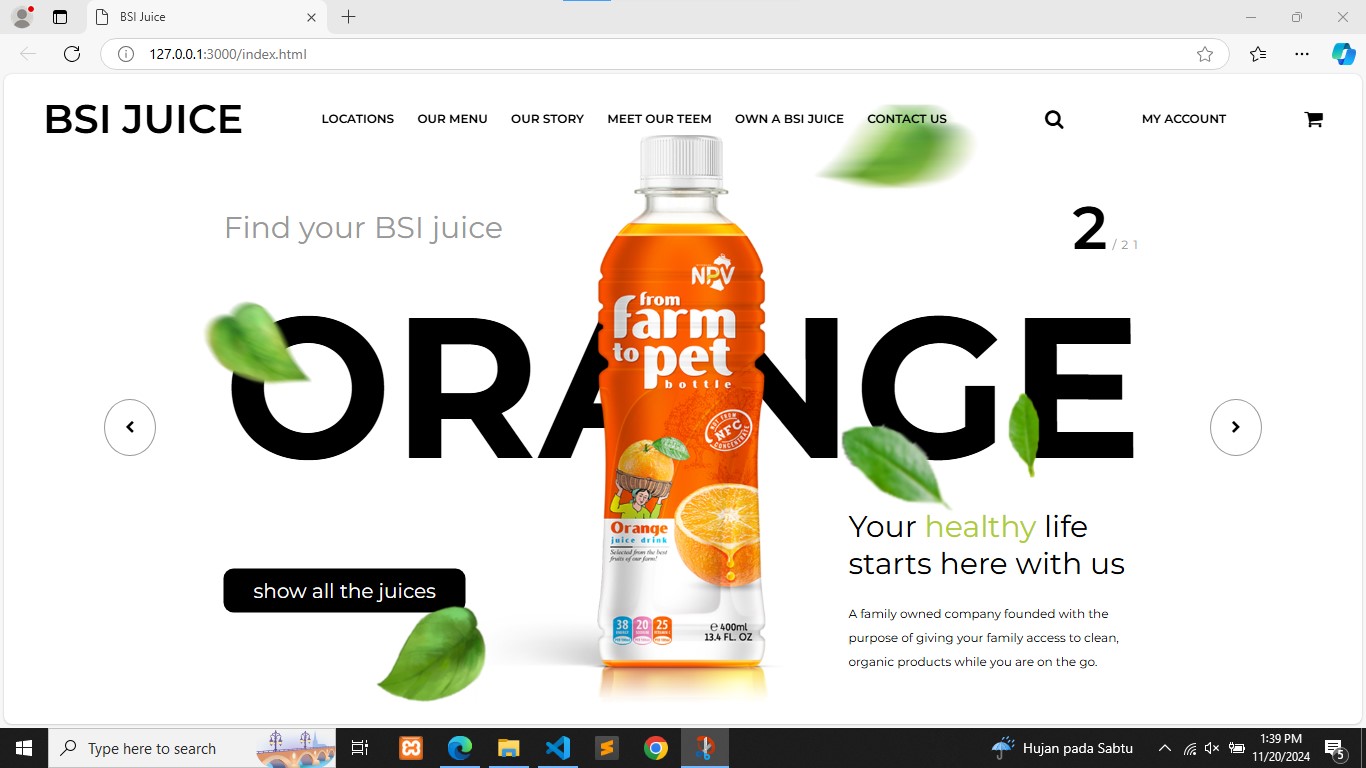 BSI Juice
127.0.0.1:3000/index.html
BSI JUICE
LOCATIONS OUR MENU OUR STORY MEET OUR TEEM OWN A BSI JUICE CONTACT US MY ACCOUNT
Find your BSI juice
2 / 21
ORANGE
NPV
from
farm
to pet
bottle
NOT FROM
NFC
CONCENTRATE
Orange
juice drink
Selected from the best
fruits of our farm!
38 20 25
e 400ml
13.4 FL. OZ
show all the juices
Your healthy life
starts here with us
A family owned company founded with the
purpose of giving your family access to clean,
organic products while you are on the go.
Type here to search
Hujan pada Sabtu
1:39 PM
11/20/2024
5